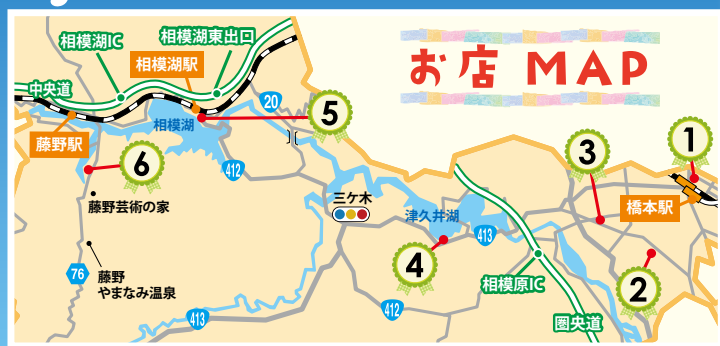 お店 MAP
相模湖IC
相模湖東出口
相模湖駅
中央道
20
藤野駅
相模湖
5
3
1
6
412
藤野芸術の家
三ケ木
津久井湖
413
橋本駅
4
2
76
藤野
やまなみ温泉
相模原IC
412
413
圏央道